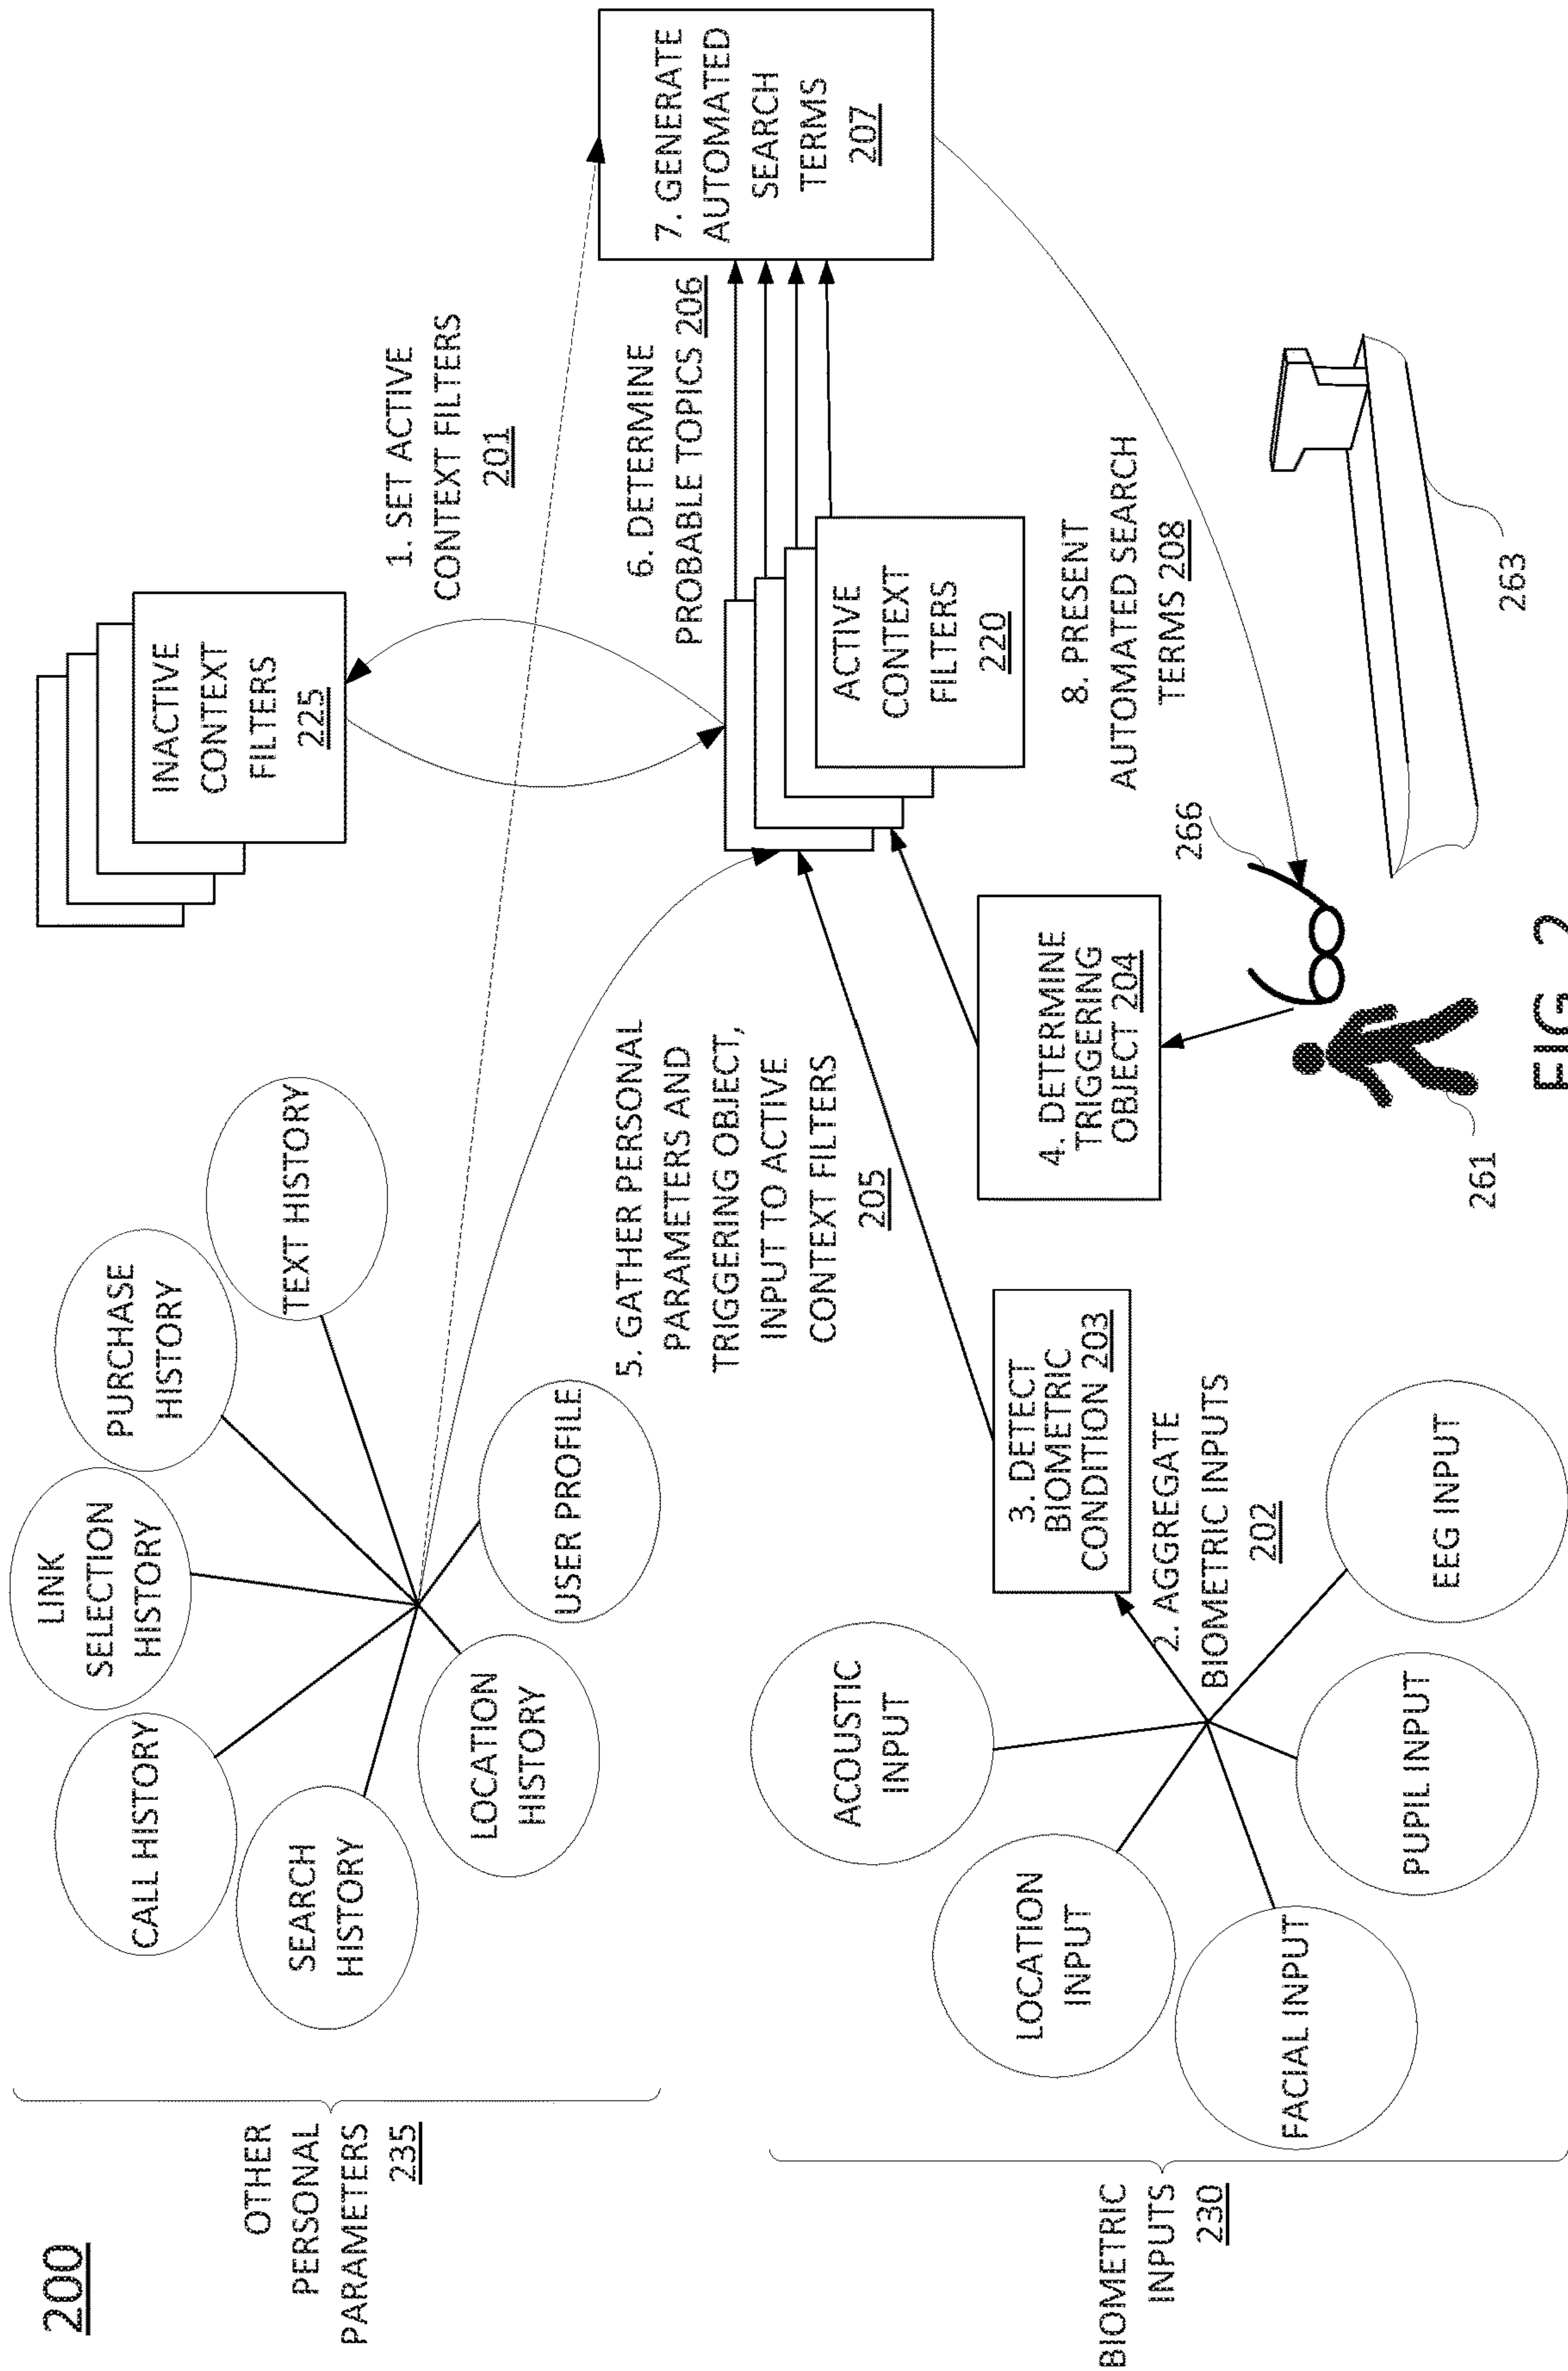 200
OTHER
PERSONAL
PARAMETERS
235
CALL HISTORY
LINK
SELECTION
HISTORY
PURCHASE
HISTORY
TEXT HISTORY
SEARCH
HISTORY
LOCATION
HISTORY
USER PROFILE
INACTIVE
CONTEXT
FILTERS
225
1. SET ACTIVE
CONTEXT FILTERS
201
5. GATHER PERSONAL
PARAMETERS AND
TRIGGERING OBJECT,
INPUT TO ACTIVE
CONTEXT FILTERS
205
6. DETERMINE
PROBABLE TOPICS 206
7. GENERATE
AUTOMATED
SEARCH
TERMS
207
ACTIVE
CONTEXT
FILTERS
220
BIOMETRIC
INPUTS
230
ACOUSTIC
INPUT
LOCATION
INPUT
FACIAL INPUT
PUPIL INPUT
EEG INPUT
3. DETECT
BIOMETRIC
CONDITION 203
2. AGGREGATE
BIOMETRIC INPUTS
202
4. DETERMINE
TRIGGERING
OBJECT 204
8. PRESENT
AUTOMATED SEARCH
TERMS 208
266
261
263
FIG. 2